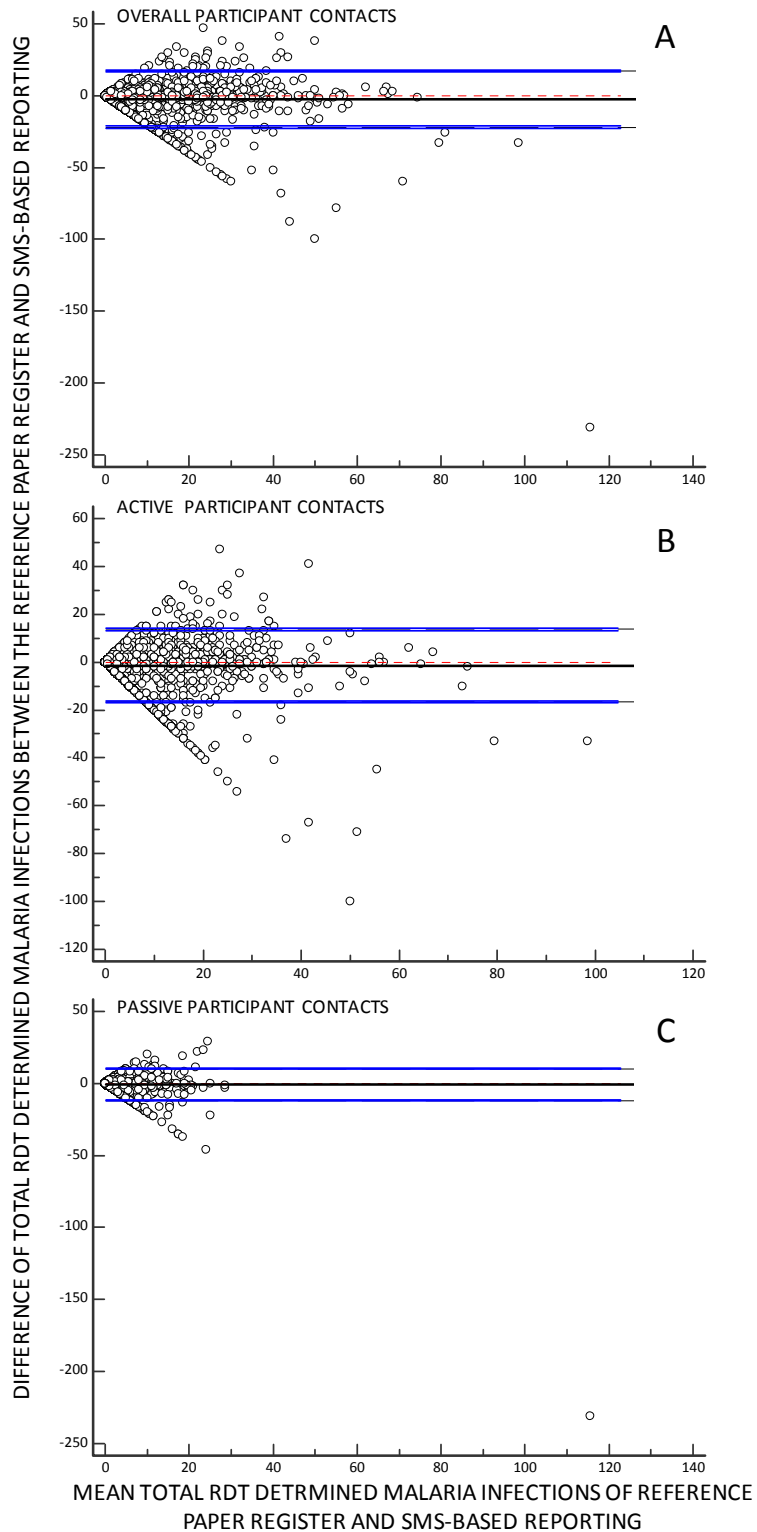 DIFFERENCE OF TOTAL RDT DETERMINED MALARIA INFECTIONS BETWEEN THE REFERENCE PAPER REGISTER AND SMS-BASED REPORTING
OVERALL PARTICIPANT CONTACTS
A
50
0
-50
-100
-150
-200
-250
0 20 40 60 80 100 120 140
ACTIVE PARTICIPANT CONTACTS
B
60
40
20
0
-20
-40
-60
-80
-100
-120
0 20 40 60 80 100 120
PASSIVE PARTICIPANT CONTACTS
C
50
0
-50
-100
-150
-200
-250
0 20 40 60 80 100 120 140
MEAN TOTAL RDT DETRMINED MALARIA INFECTIONS OF REFERENCE
PAPER REGISTER AND SMS-BASED REPORTING